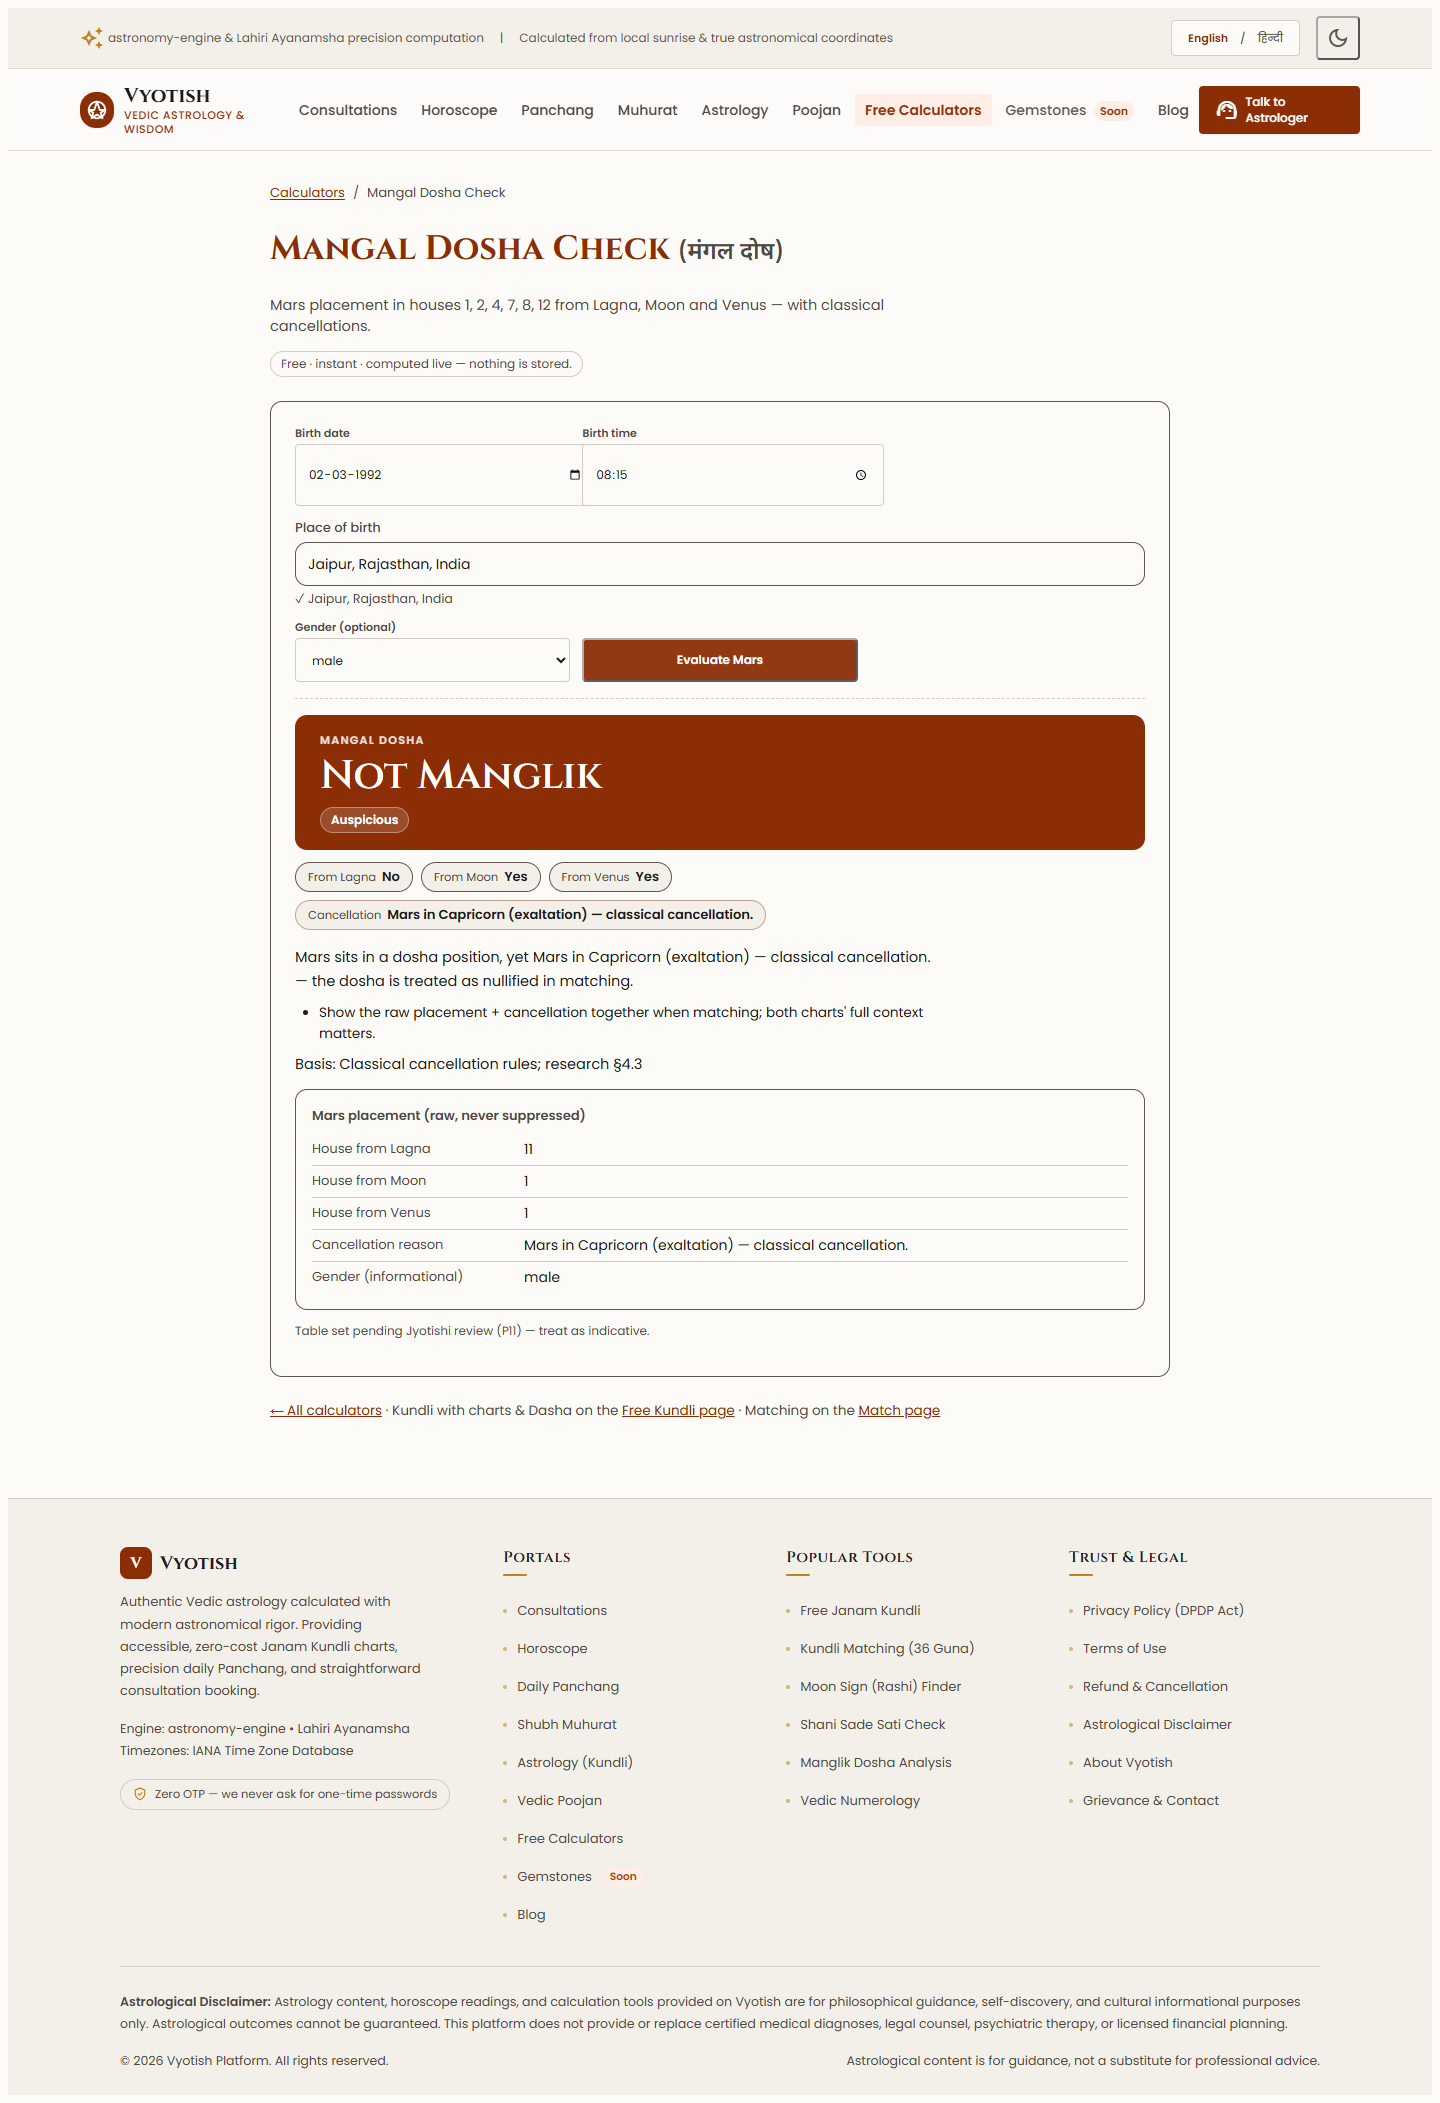 astronomy-engine & Lahiri Ayanamsha precision computation | Calculated from local sunrise & true astronomical coordinates
English / हिन्दी
Vyotish
VEDIC ASTROLOGY &
WISDOM
Consultations Horoscope Panchang Muhurat Astrology Poojan Free Calculators Gemstones Soon Blog
Talk to
Astrologer
Calculators / Mangal Dosha Check
Mangal Dosha Check (मंगल दोष)
Mars placement in houses 1, 2, 4, 7, 8, 12 from Lagna, Moon and Venus — with classical
cancellations.
Free · instant · computed live — nothing is stored.
Birth date Birth time
02-03-1992 08:15
Place of birth
Jaipur, Rajasthan, India
✓ Jaipur, Rajasthan, India
Gender (optional)
male
Evaluate Mars
MANGAL DOSHA
Not Manglik
Auspicious
From Lagna No From Moon Yes From Venus Yes
Cancellation Mars in Capricorn (exaltation) — classical cancellation.
Mars sits in a dosha position, yet Mars in Capricorn (exaltation) — classical cancellation.
— the dosha is treated as nullified in matching.
• Show the raw placement + cancellation together when matching; both charts' full context
matters.
Basis: Classical cancellation rules; research §4.3
Mars placement (raw, never suppressed)
House from Lagna 11
House from Moon 1
House from Venus 1
Cancellation reason Mars in Capricorn (exaltation) — classical cancellation.
Gender (informational) male
Table set pending Jyotishi review (P11) — treat as indicative.
← All calculators · Kundli with charts & Dasha on the Free Kundli page · Matching on the Match page
V Vyotish
Authentic Vedic astrology calculated with
modern astronomical rigor. Providing
accessible, zero-cost Janam Kundli charts,
precision daily Panchang, and straightforward
consultation booking.
Engine: astronomy-engine • Lahiri Ayanamsha
Timezones: IANA Time Zone Database
Zero OTP — we never ask for one-time passwords
Portals
Consultations
Horoscope
Daily Panchang
Shubh Muhurat
Astrology (Kundli)
Vedic Poojan
Free Calculators
Gemstones Soon
Blog
Popular Tools
Free Janam Kundli
Kundli Matching (36 Guna)
Moon Sign (Rashi) Finder
Shani Sade Sati Check
Manglik Dosha Analysis
Vedic Numerology
Trust & Legal
Privacy Policy (DPDP Act)
Terms of Use
Refund & Cancellation
Astrological Disclaimer
About Vyotish
Grievance & Contact
Astrological Disclaimer: Astrology content, horoscope readings, and calculation tools provided on Vyotish are for philosophical guidance, self-discovery, and cultural informational purposes
only. Astrological outcomes cannot be guaranteed. This platform does not provide or replace certified medical diagnoses, legal counsel, psychiatric therapy, or licensed financial planning.
© 2026 Vyotish Platform. All rights reserved.
Astrological content is for guidance, not a substitute for professional advice.